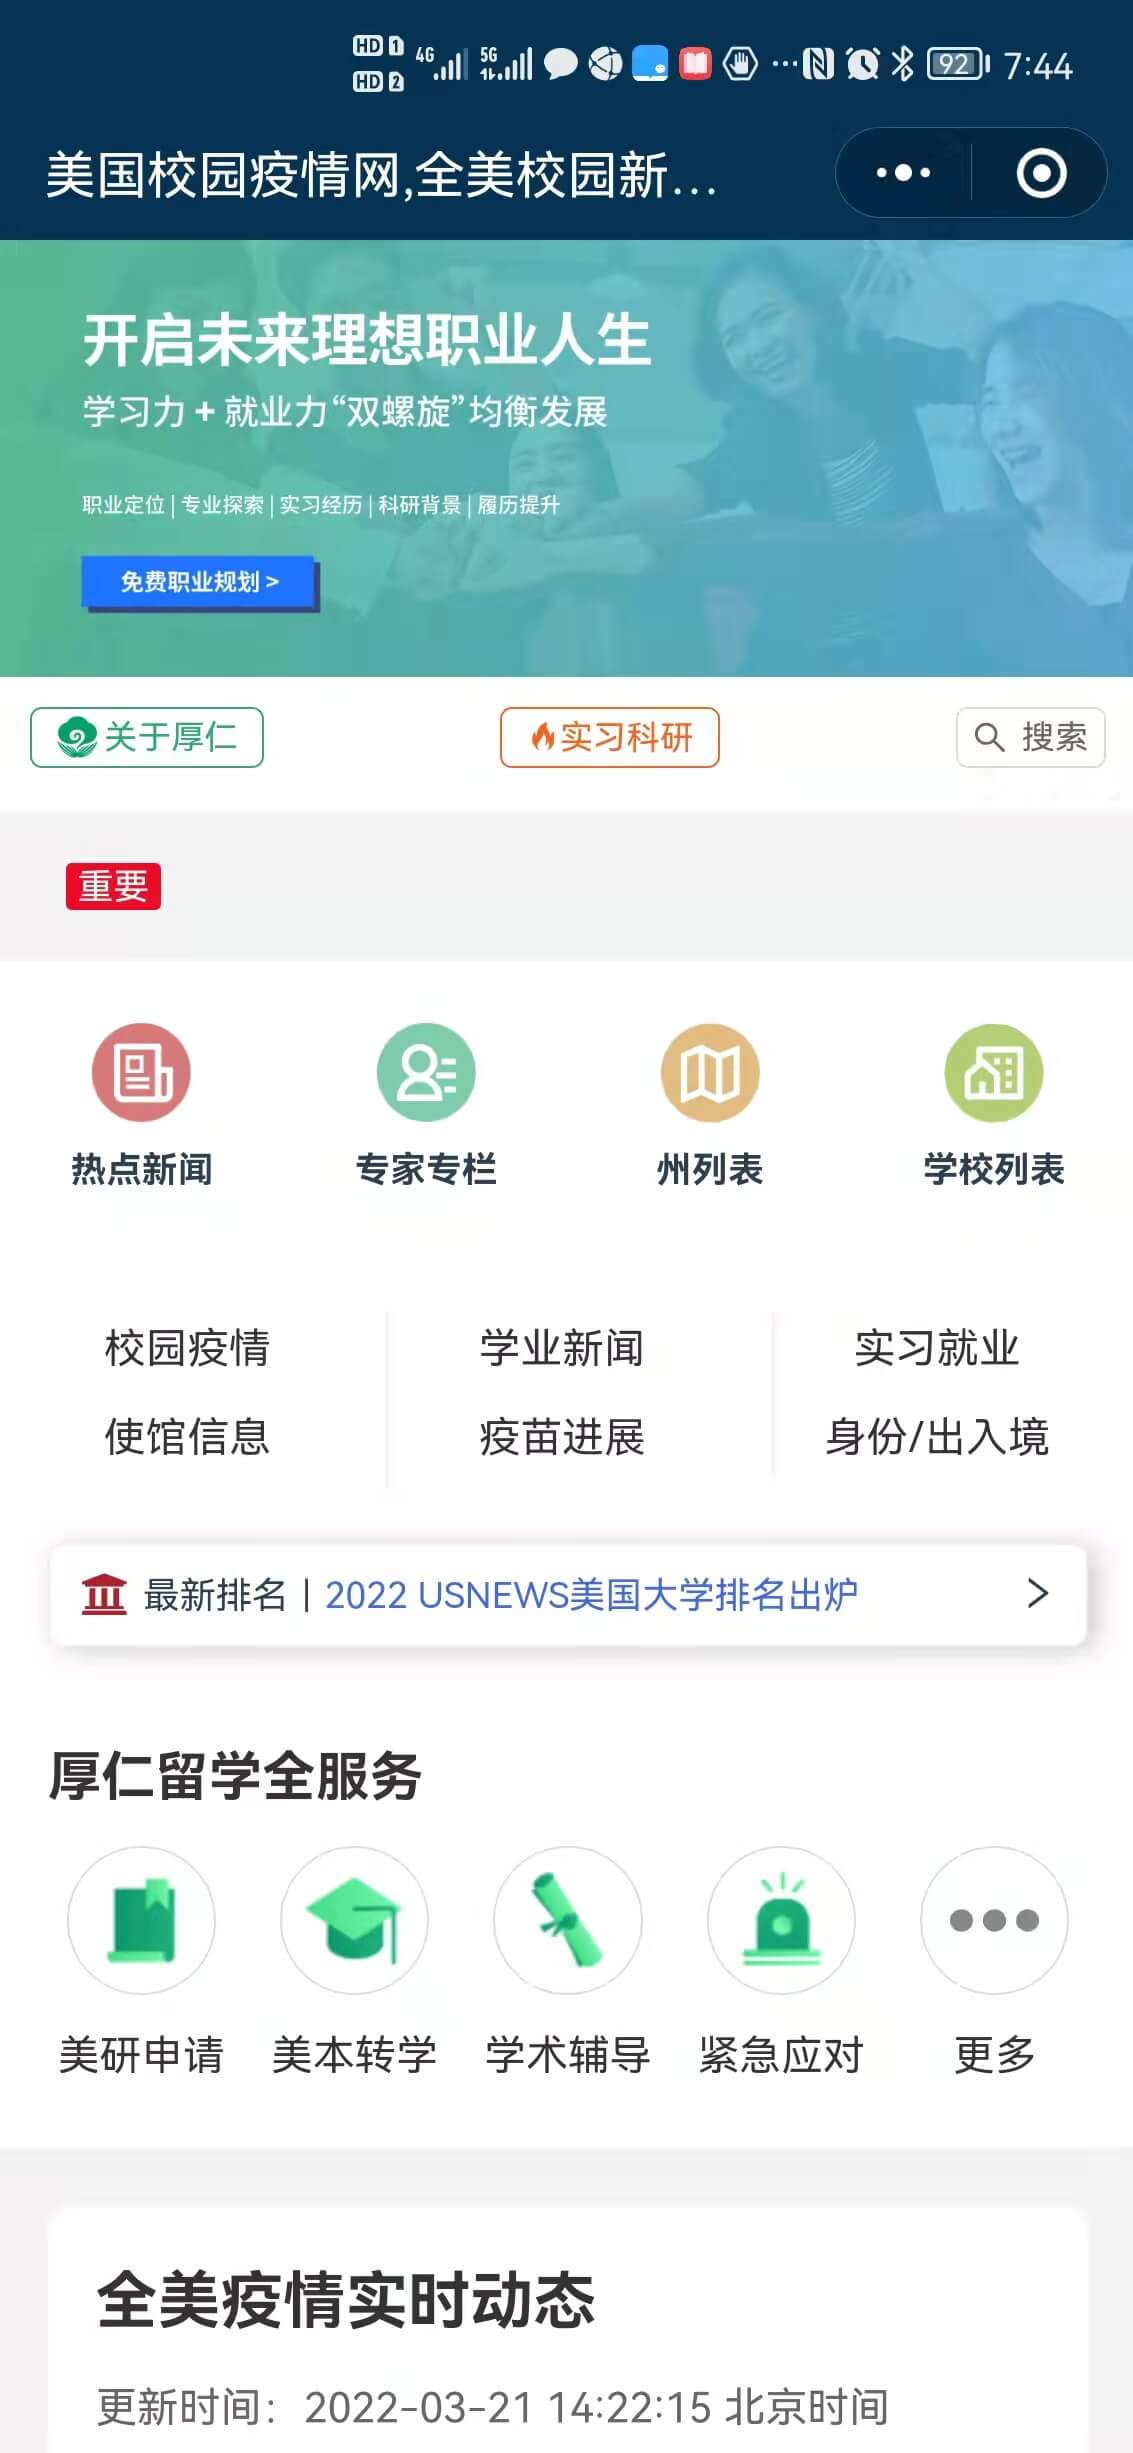 HD 1 4G 5G 92 7:44
HD 2
美国校园疫情网,全美校园新...
开启未来理想职业人生
学习力 + 就业力“双螺旋”均衡发展
职业定位 | 专业探索 | 实习经历 | 科研背景 | 履历提升
免费职业规划 >
关于厚仁 实习科研 搜索
重要
热点新闻 专家专栏 州列表 学校列表
校园疫情 学业新闻 实习就业
使馆信息 疫苗进展 身份/出入境
最新排名 | 2022 USNEWS美国大学排名出炉
厚仁留学全服务
美研申请 美本转学 学术辅导 紧急应对 更多
全美疫情实时动态
更新时间：2022-03-21 14:22:15 北京时间